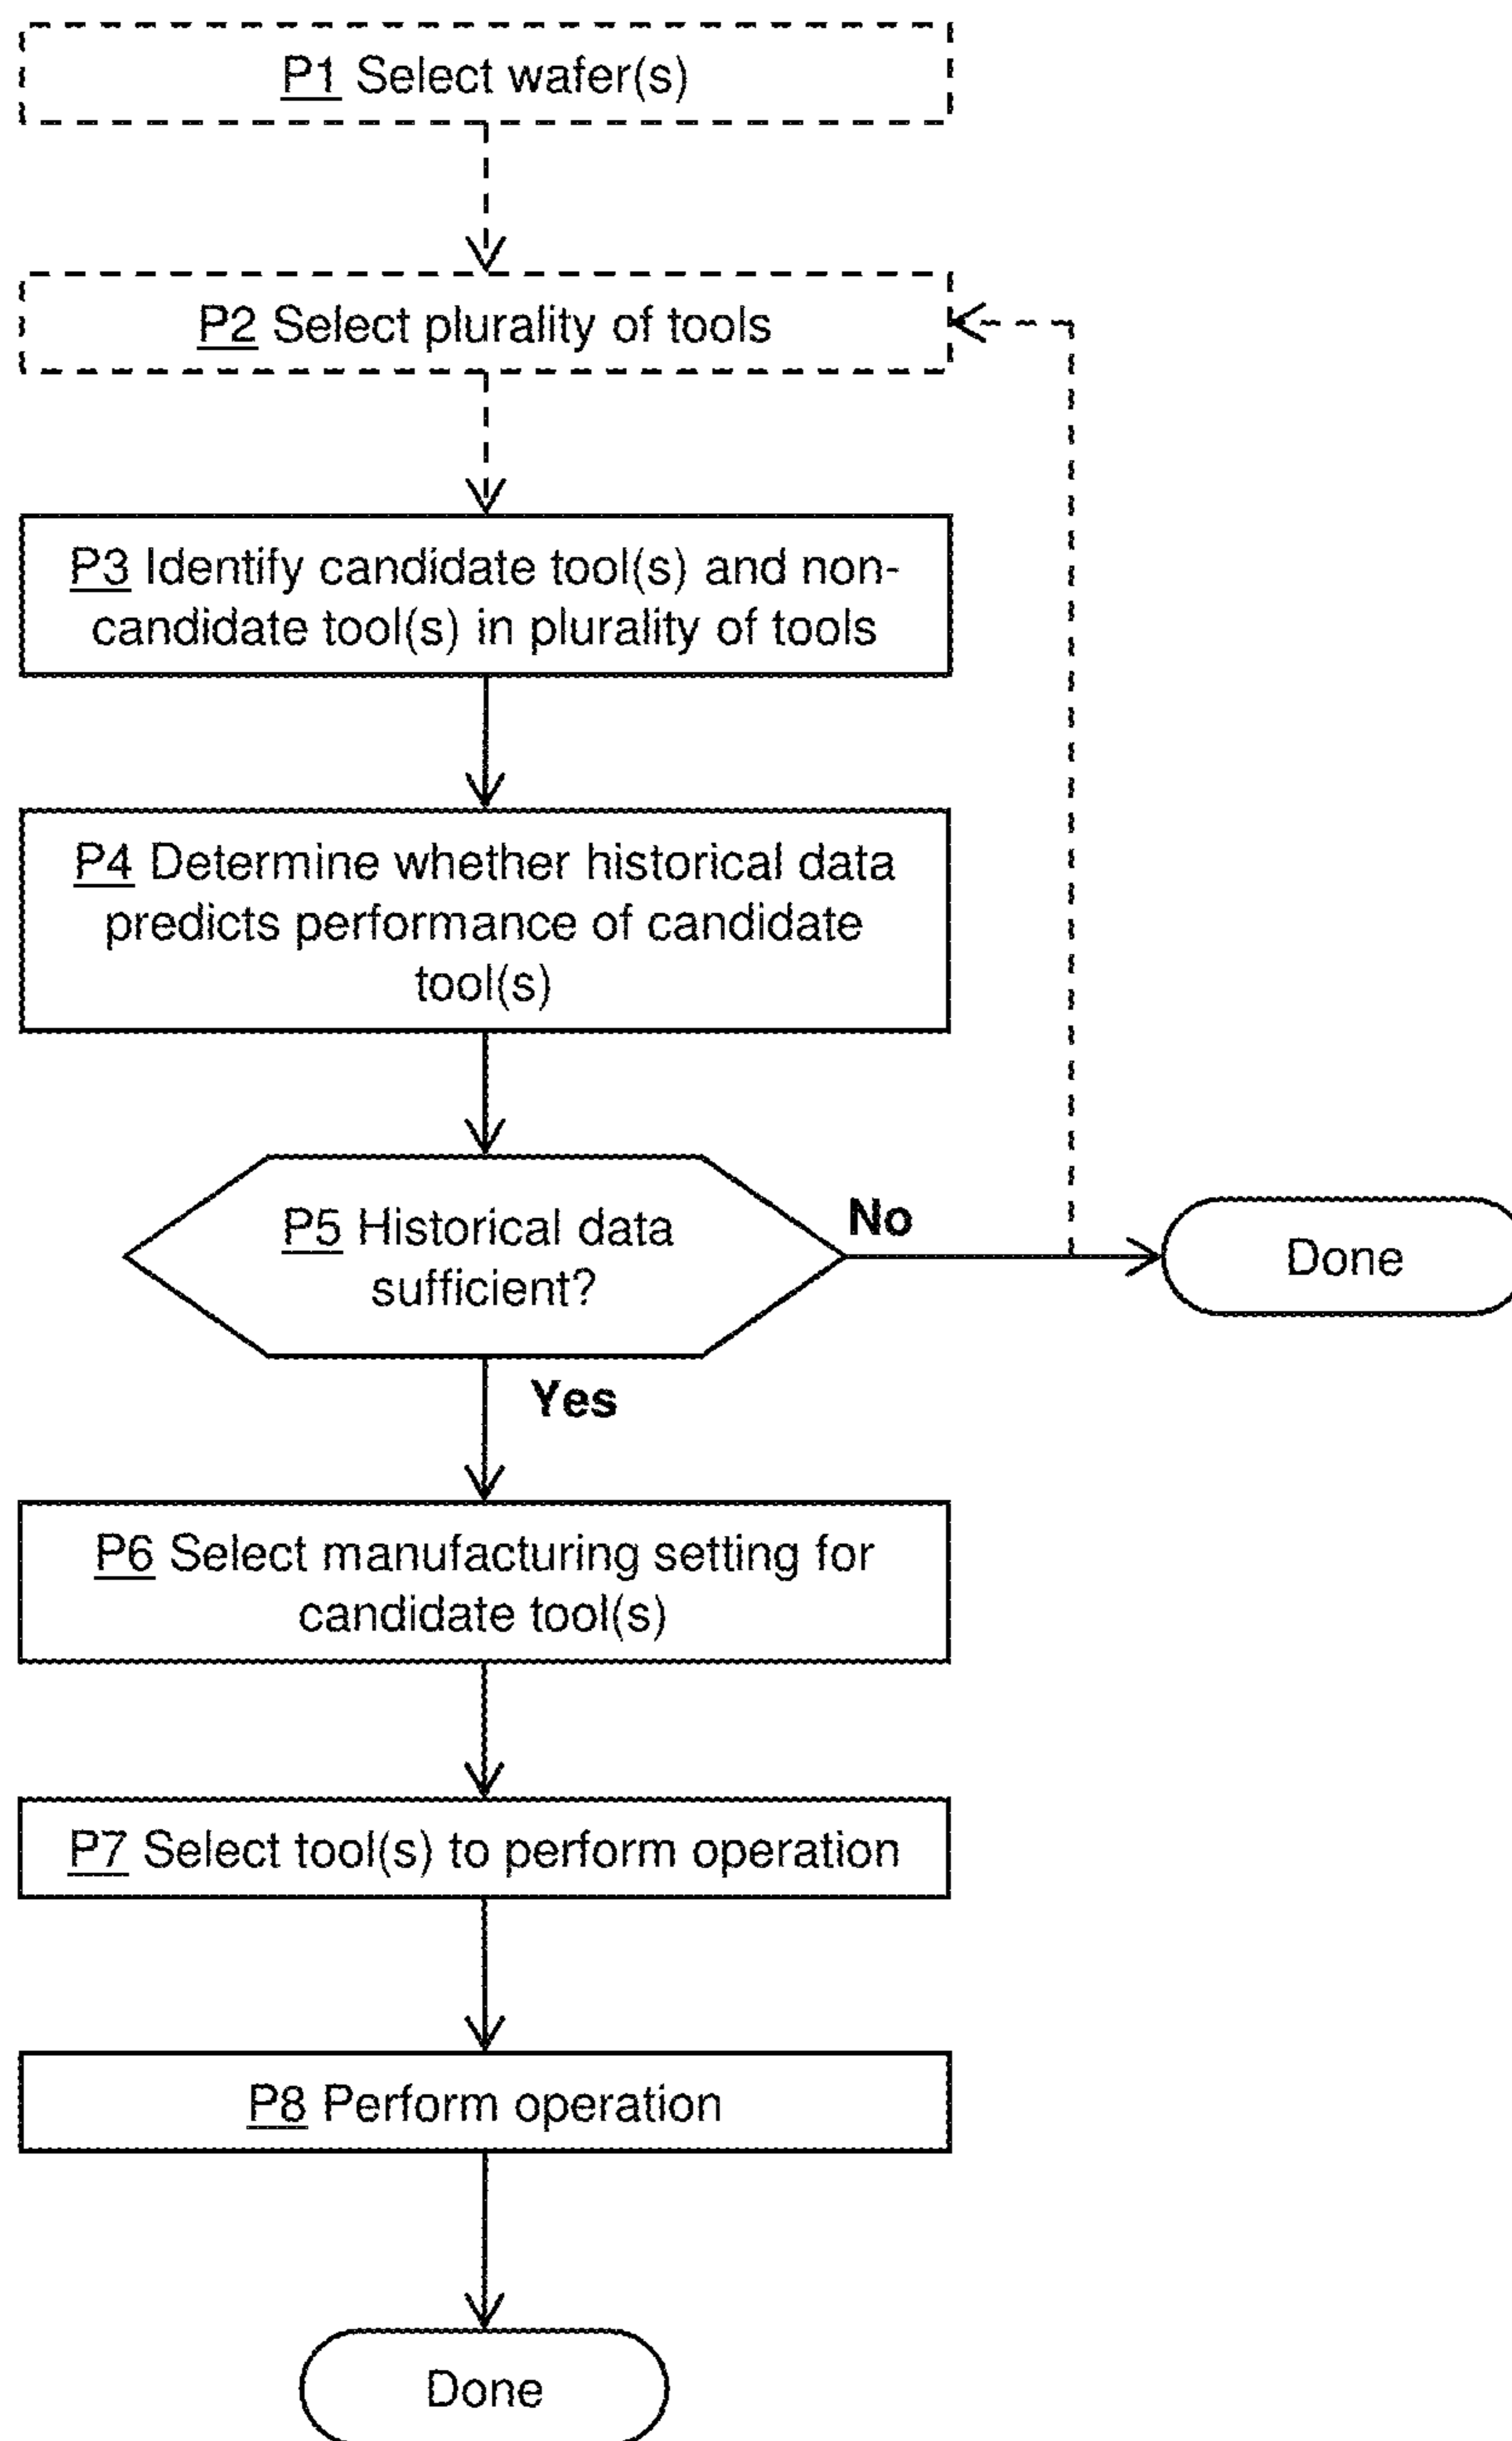 P1 Select wafer(s)
P2 Select plurality of tools
P3 Identify candidate tool(s) and non-
candidate tool(s) in plurality of tools
P4 Determine whether historical data
predicts performance of candidate
tool(s)
P5 Historical data
sufficient?
No
Done
Yes
P6 Select manufacturing setting for
candidate tool(s)
P7 Select tool(s) to perform operation
P8 Perform operation
Done